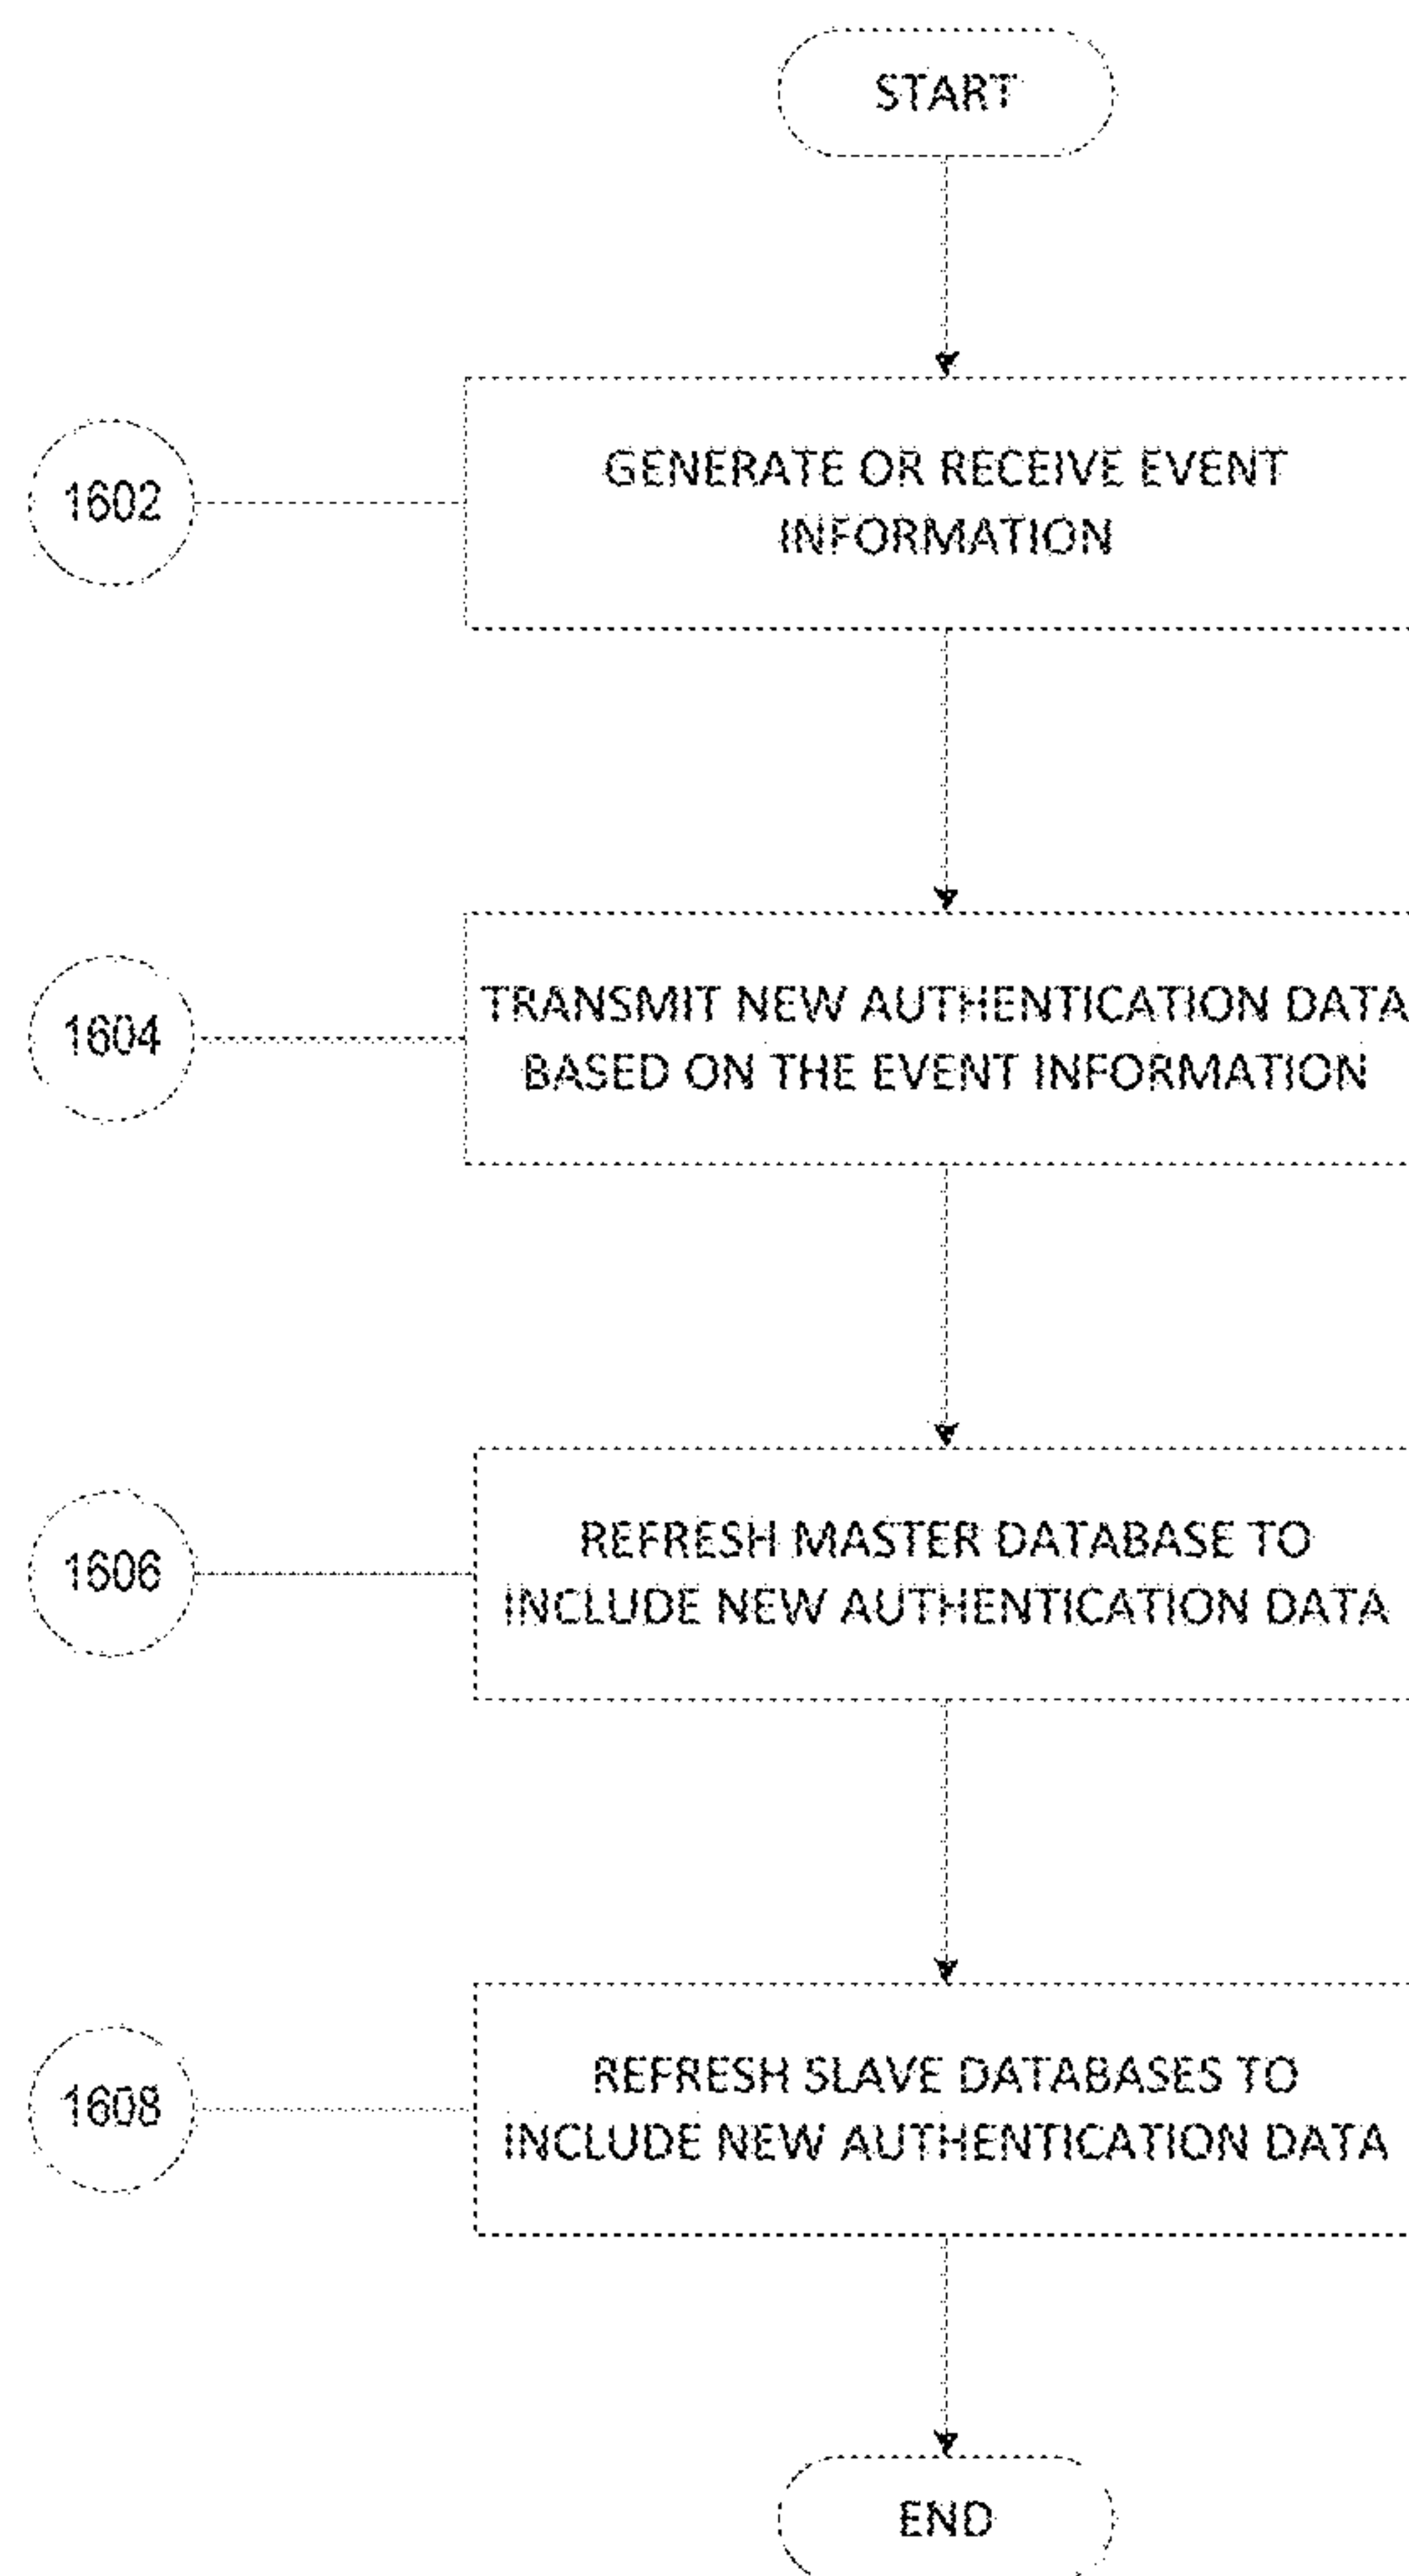 START
GENERATE OR RECEIVE EVENT
INFORMATION
1602
TRANSMIT NEW AUTHENTICATION DATA
BASED ON THE EVENT INFORMATION
1604
REFRESH MASTER DATABASE TO
INCLUDE NEW AUTHENTICATION DATA
1606
REFRESH SLAVE DATABASES TO
INCLUDE NEW AUTHENTICATION DATA
1608
END